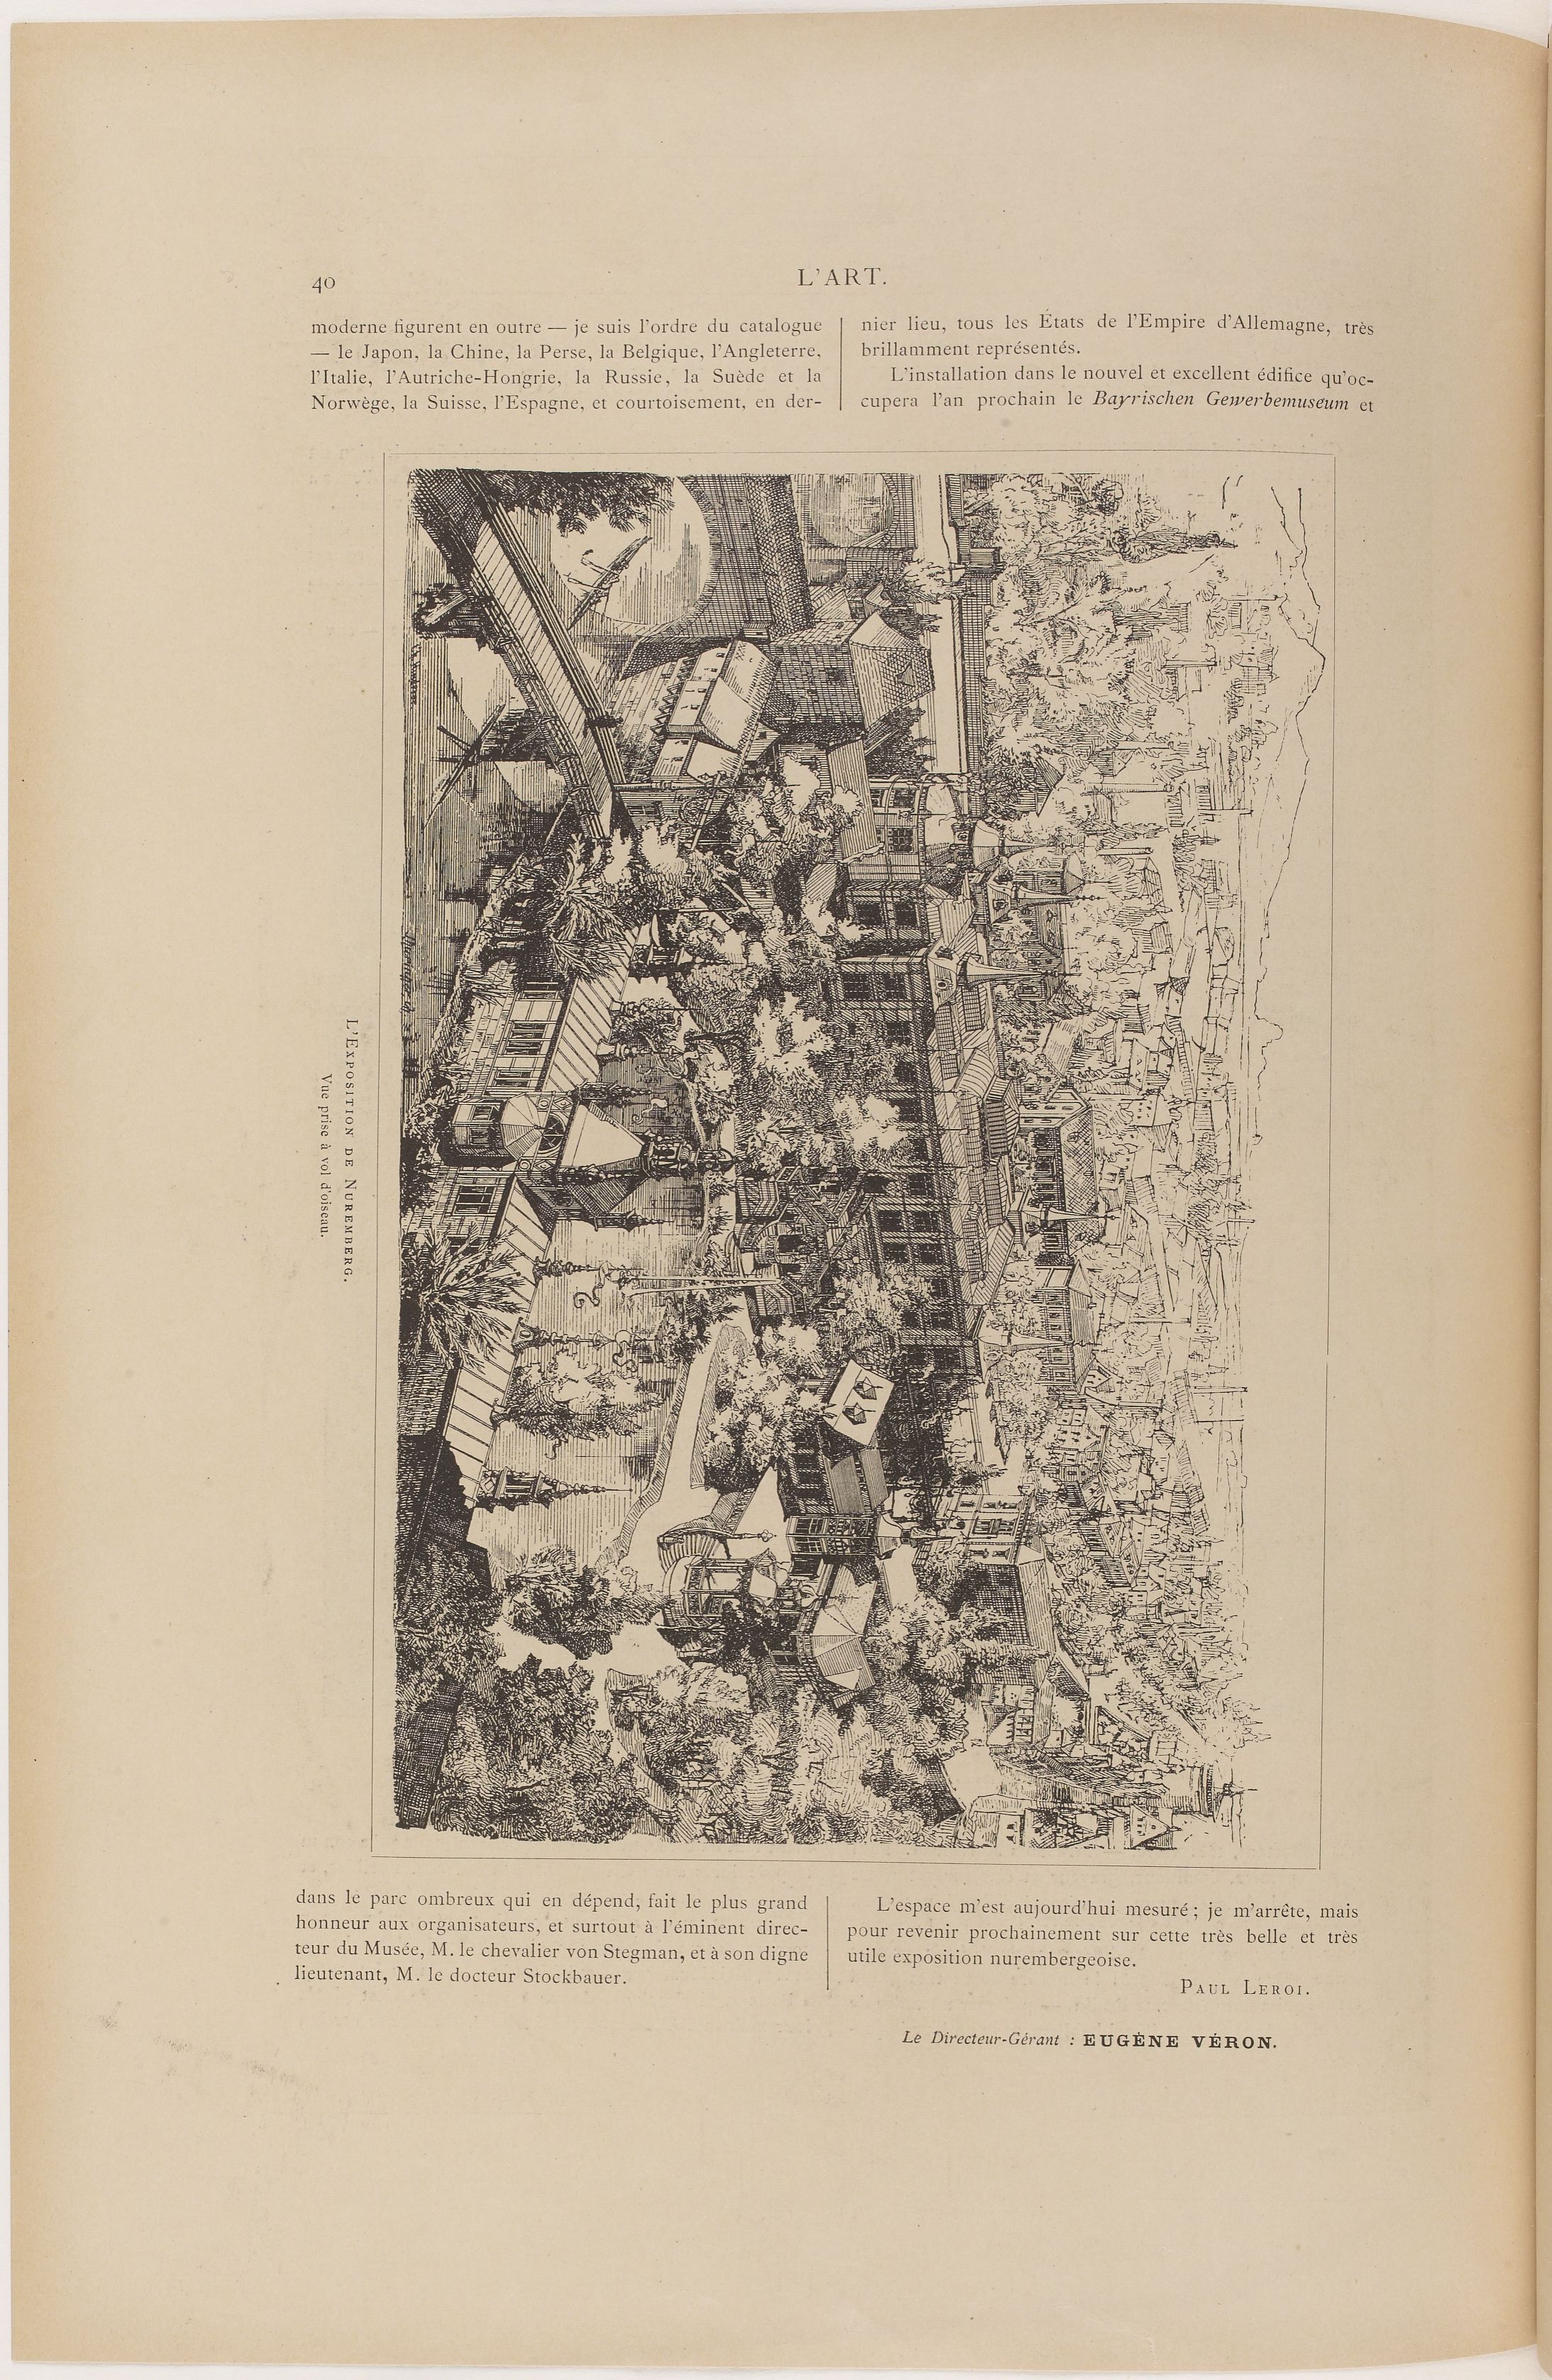 40
L'ART.
moderne figurent en outre — je suis l'ordre du catalogue
— le Japon, la Chine, la Perse, la Belgique, l'Angleterre,
l'Italie, l'Autriche-Hongrie, la Russie, la Suède et la
Norwège, la Suisse, l'Espagne, et courtoisement, en der-
nier lieu, tous les États de l'Empire d'Allemagne, très
brillamment représentés.
L'installation dans le nouvel et excellent édifice qu'oc-
cupera l'an prochain le Bayrischen Gewerbemuseum et
L'EXPOSITION DE NUREMBERG.
Vue prise à vol d'oiseau.
dans le parc ombreux qui en dépend, fait le plus grand
honneur aux organisateurs, et surtout à l'éminent direc-
teur du Musée, M. le chevalier von Stegman, et à son digne
lieutenant, M. le docteur Stockbauer.
L'espace m'est aujourd'hui mesuré ; je m'arrête, mais
pour revenir prochainement sur cette très belle et très
utile exposition nurembergeoise.
PAUL LEROI.
Le Directeur-Gérant : EUGÈNE VÉRON.